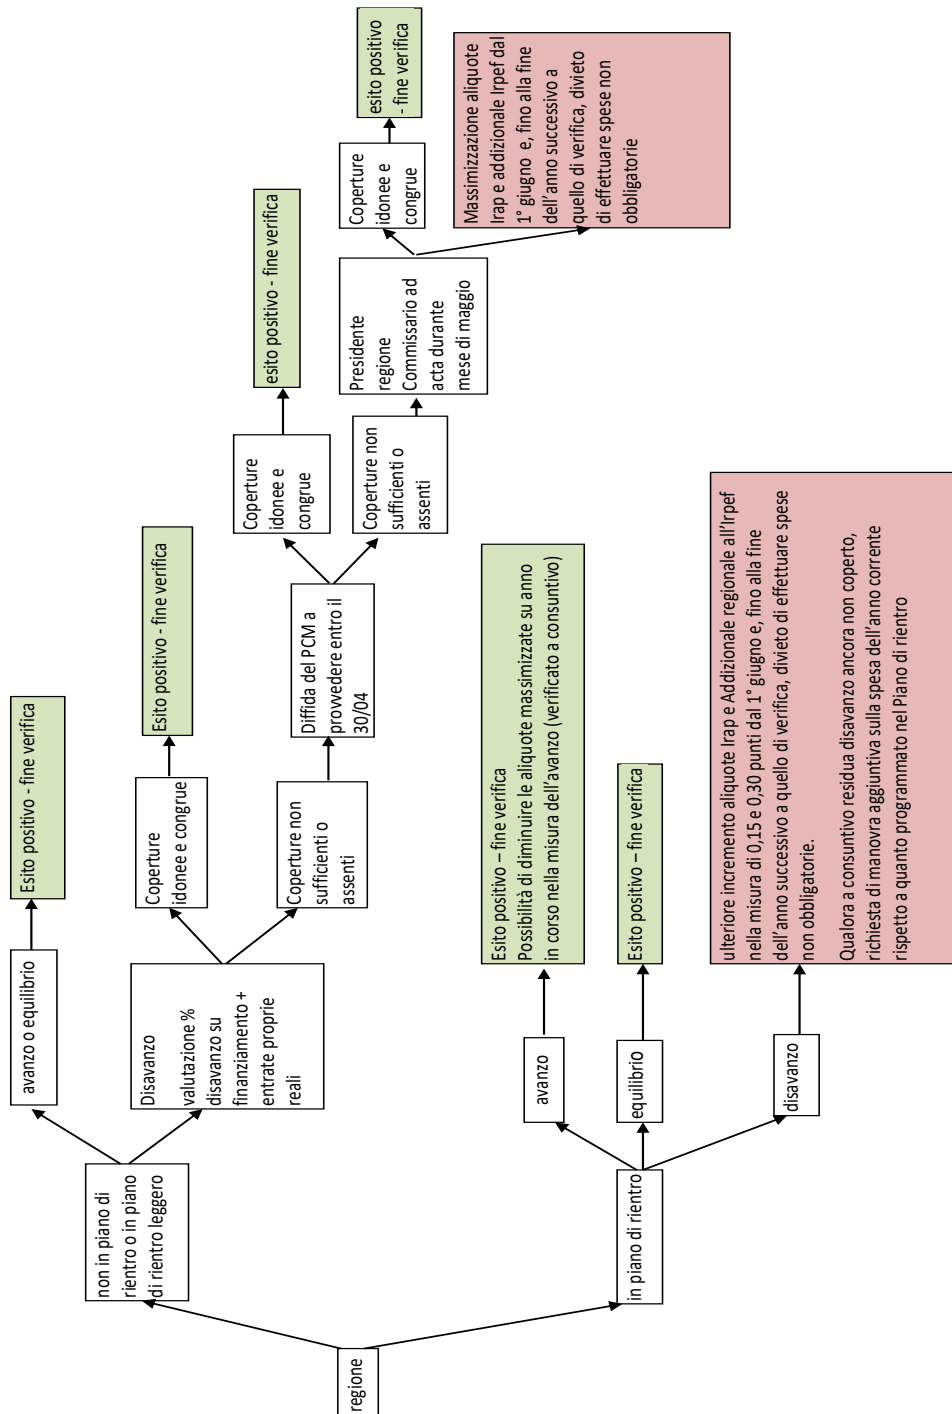 regione
non in piano di
rientro o in piano
di rientro leggero
avanzo o equilibrio
Esito positivo - fine verifica
Disavanzo
valutazione %
disavanzo su
finanziamento +
entrate proprie
reali
Coperture
idonee e congrue
Esito positivo - fine verifica
Coperture non
sufficienti o
assenti
Diffida del PCM a
provvedere entro il
30/04
Coperture
idonee e
congrue
esito positivo - fine verifica
Coperture non
sufficienti o
assenti
Presidente
regione
Commissario ad
acta durante
mese di maggio
Coperture
idonee e
congrue
esito positivo
- fine verifica
Massimizzazione aliquote
Irap e addizionale Irpef dal
1° giugno e, fino alla fine
dell'anno successivo a
quello di verifica, divieto
di effettuare spese non
obbligatorie
in piano di rientro
avanzo
Esito positivo – fine verifica
Possibilità di diminuire le aliquote massimizzate su anno
in corso nella misura dell'avanzo (verificato a consuntivo)
equilibrio
Esito positivo – fine verifica
disavanzo
ulteriore incremento aliquote Irap e Addizionale regionale all'Irpef
nella misura di 0,15 e 0,30 punti dal 1° giugno e, fino alla fine
dell'anno successivo a quello di verifica, divieto di effettuare spese
non obbligatorie.
Qualora a consuntivo residua disavanzo ancora non coperto,
richiesta di manovra aggiuntiva sulla spesa dell'anno corrente
rispetto a quanto programmato nel Piano di rientro